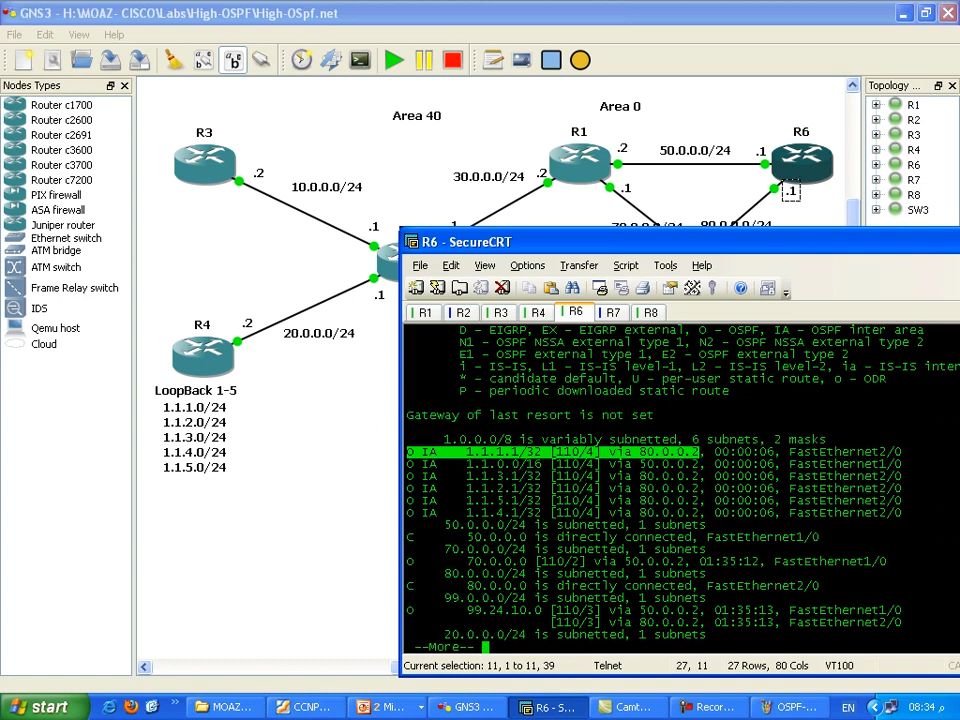 GNS3 - H:\MOAZ- CISCO\Labs\High-OSPF\High-OSpf.net
File Edit View Help
Nodes Types
Router c1700
Router c2600
Router c2691
Router c3600
Router c3700
Router c7200
PIX firewall
ASA firewall
Juniper router
Ethernet switch
ATM bridge
ATM switch
Frame Relay switch
IDS
Qemu host
Cloud
Area 40
Area 0
R3
R1
R6
.2
10.0.0.0/24
.1
30.0.0.0/24
.2
.2
50.0.0.0/24
.1
.1
.1
.1
20.0.0.0/24
.2
R4
LoopBack 1-5
1.1.1.0/24
1.1.2.0/24
1.1.3.0/24
1.1.4.0/24
1.1.5.0/24
Topology ...
R1
R2
R3
R4
R6
R7
R8
SW3
R6 - SecureCRT
File Edit View Options Transfer Script Tools Help
R1 R2 R3 R4 R6 R7 R8
D - EIGRP, EX - EIGRP external, O - OSPF, IA - OSPF inter area
N1 - OSPF NSSA external type 1, N2 - OSPF NSSA external type 2
E1 - OSPF external type 1, E2 - OSPF external type 2
i - IS-IS, L1 - IS-IS level-1, L2 - IS-IS level-2, ia - IS-IS inter
* - candidate default, U - per-user static route, o - ODR
P - periodic downloaded static route
Gateway of last resort is not set
1.0.0.0/8 is variably subnetted, 6 subnets, 2 masks
O IA 1.1.1.1/32 [110/4] via 80.0.0.2, 00:00:06, FastEthernet2/0
O IA 1.1.0.0/16 [110/4] via 50.0.0.2, 00:00:06, FastEthernet1/0
O IA 1.1.3.1/32 [110/4] via 80.0.0.2, 00:00:06, FastEthernet2/0
O IA 1.1.2.1/32 [110/4] via 80.0.0.2, 00:00:06, FastEthernet2/0
O IA 1.1.5.1/32 [110/4] via 80.0.0.2, 00:00:06, FastEthernet2/0
O IA 1.1.4.1/32 [110/4] via 80.0.0.2, 00:00:06, FastEthernet2/0
50.0.0.0/24 is subnetted, 1 subnets
C 50.0.0.0 is directly connected, FastEthernet1/0
70.0.0.0/24 is subnetted, 1 subnets
O 70.0.0.0 [110/2] via 50.0.0.2, 01:35:12, FastEthernet1/0
80.0.0.0/24 is subnetted, 1 subnets
C 80.0.0.0 is directly connected, FastEthernet2/0
99.0.0.0/24 is subnetted, 1 subnets
O 99.24.10.0 [110/3] via 50.0.0.2, 01:35:13, FastEthernet1/0
[110/3] via 80.0.0.2, 01:35:13, FastEthernet2/0
20.0.0.0/24 is subnetted, 1 subnets
--More--
Current selection: 11, 1 to 11, 39 Telnet 27, 11 27 Rows, 80 Cols VT100 CA
start MOAZ... CCNP... 2 Mi... GNS3 ... R6 - S... Camt... Recor... OSPF-... EN 08:34 م